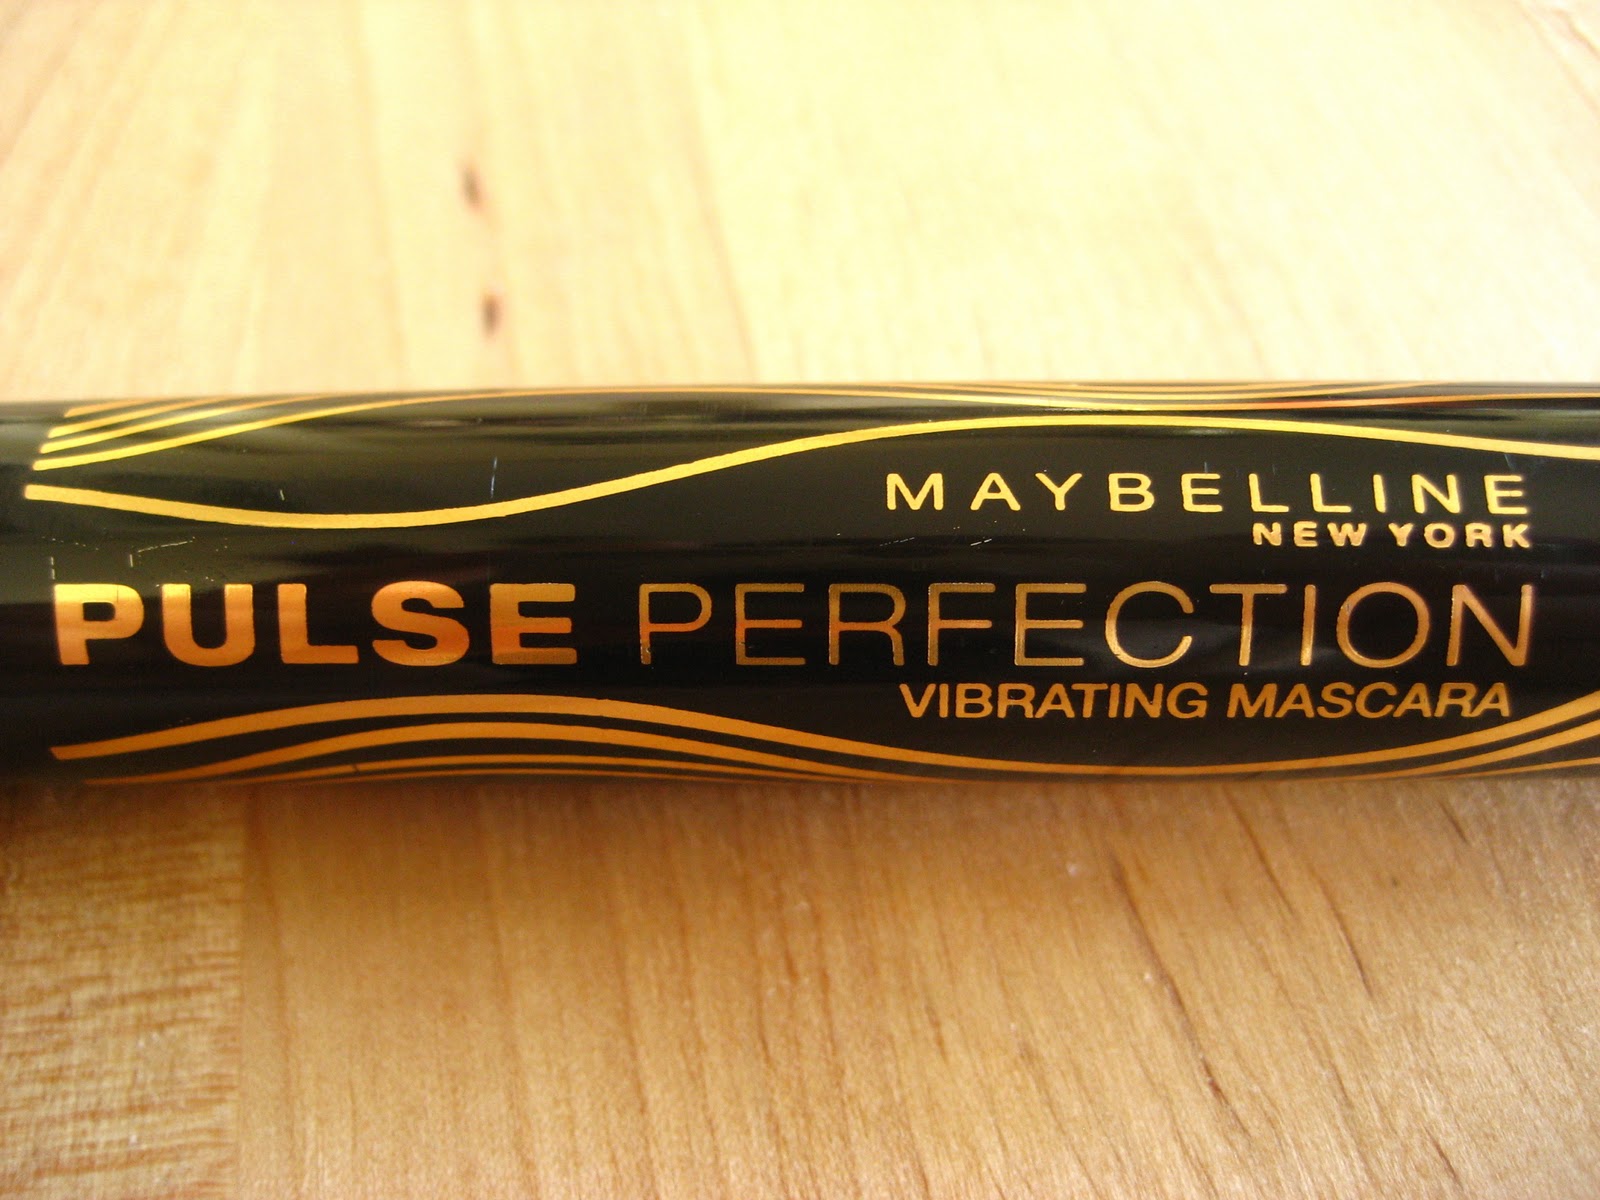 MAYBELLINE
NEW YORK
PULSE PERFECTION
VIBRATING MASCARA